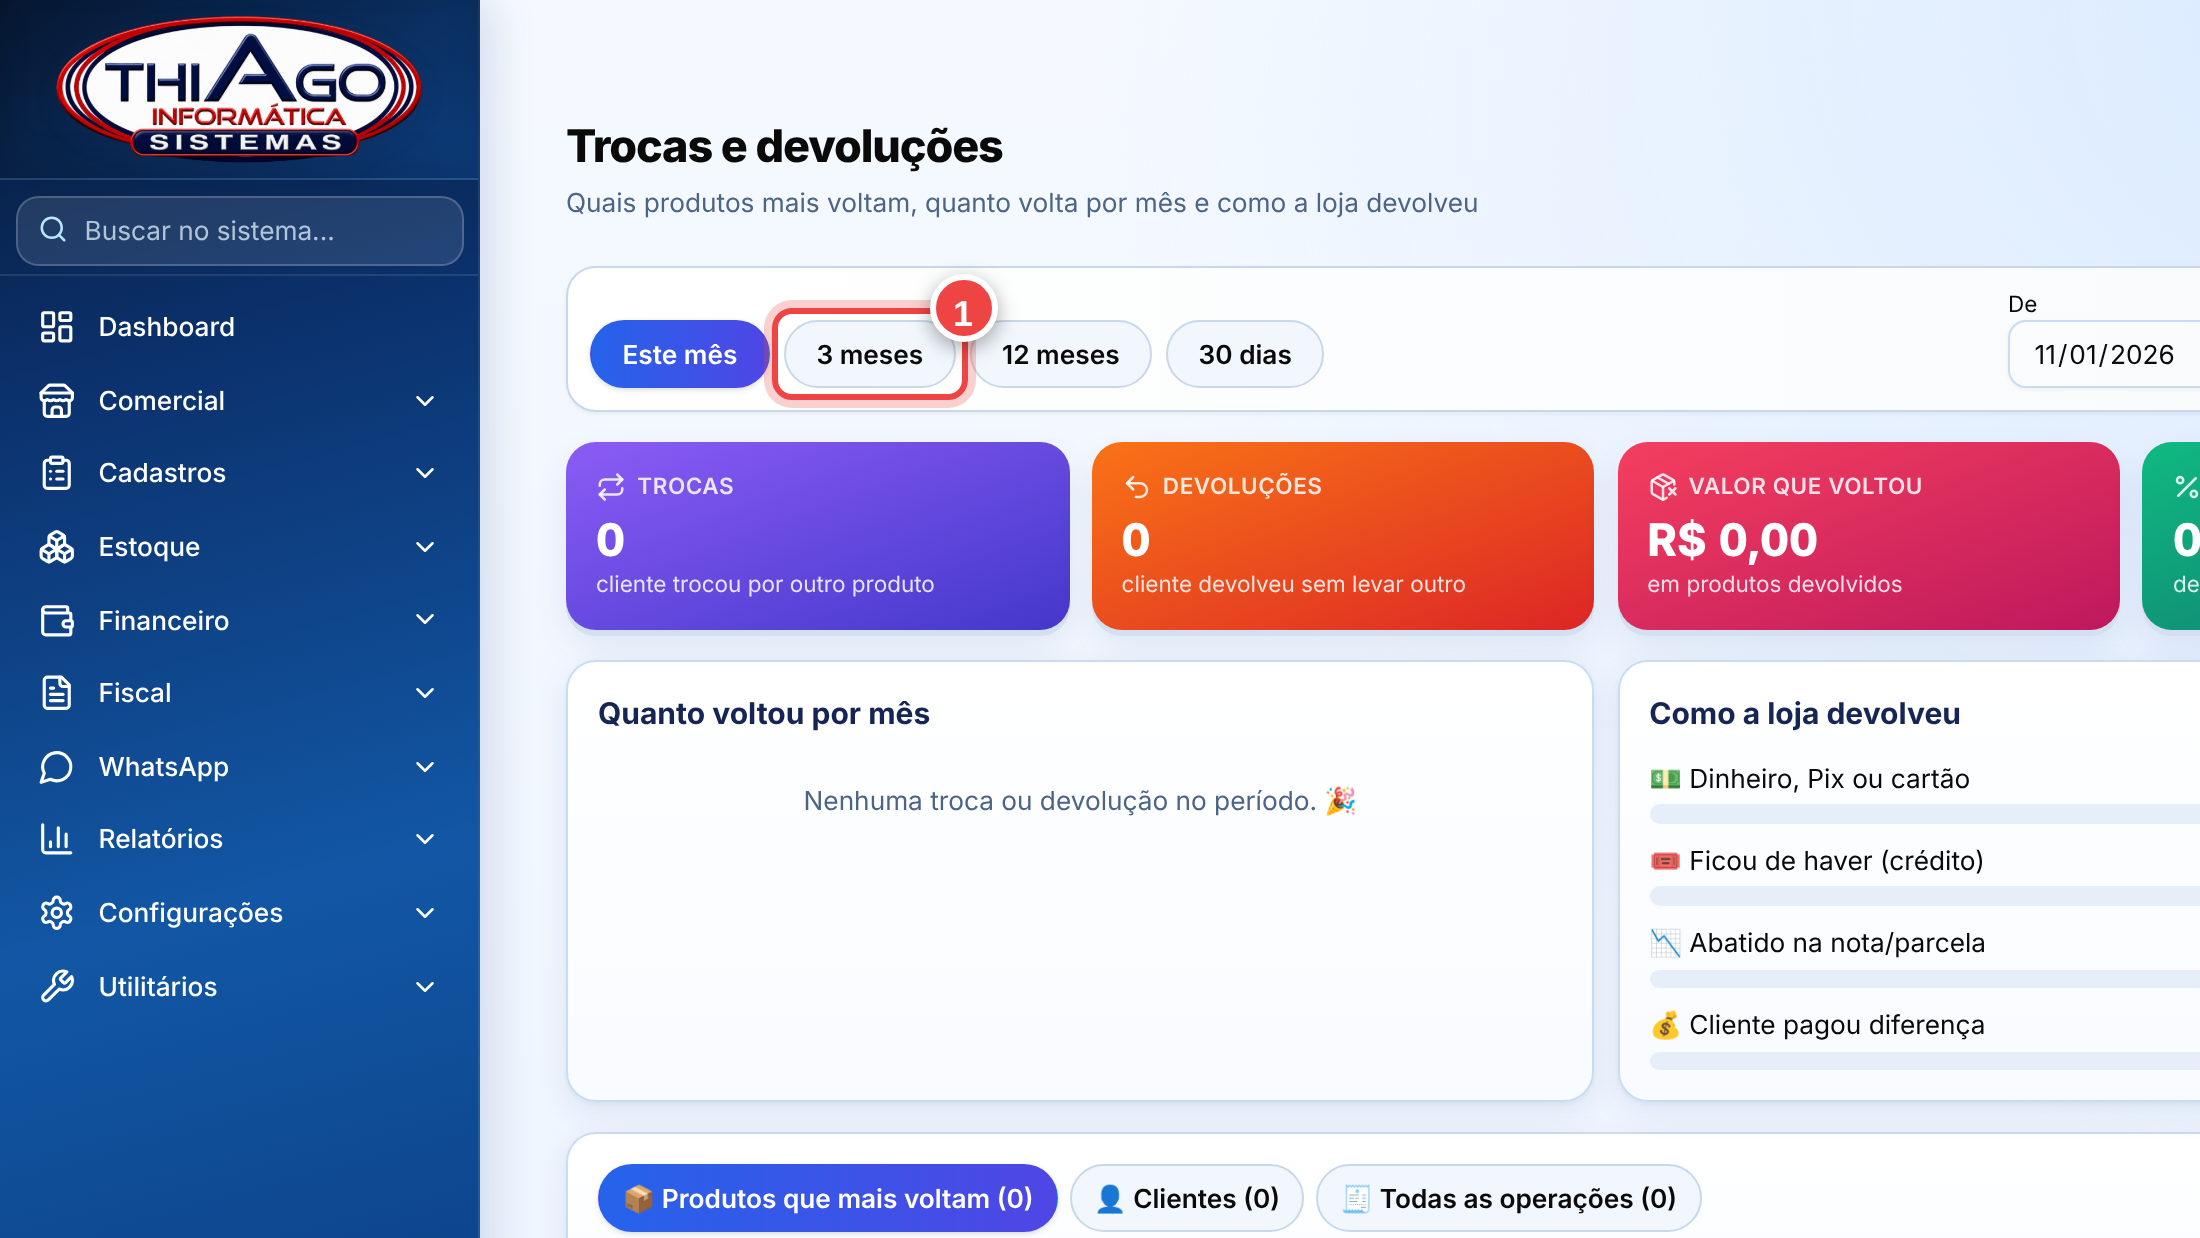 THIAGO
INFORMÁTICA
SISTEMAS
Buscar no sistema...
Dashboard
Comercial
Cadastros
Estoque
Financeiro
Fiscal
WhatsApp
Relatórios
Configurações
Utilitários
Trocas e devoluções
Quais produtos mais voltam, quanto volta por mês e como a loja devolveu
Este mês
3 meses
1
12 meses
30 dias
De
11/01/2026
TROCAS
0
cliente trocou por outro produto
DEVOLUÇÕES
0
cliente devolveu sem levar outro
VALOR QUE VOLTOU
R$ 0,00
em produtos devolvidos
%
0
de
Quanto voltou por mês
Nenhuma troca ou devolução no período. 🎉
Como a loja devolveu
💵 Dinheiro, Pix ou cartão
🎟️ Ficou de haver (crédito)
📉 Abatido na nota/parcela
💰 Cliente pagou diferença
📦 Produtos que mais voltam (0)
👤 Clientes (0)
🧾 Todas as operações (0)